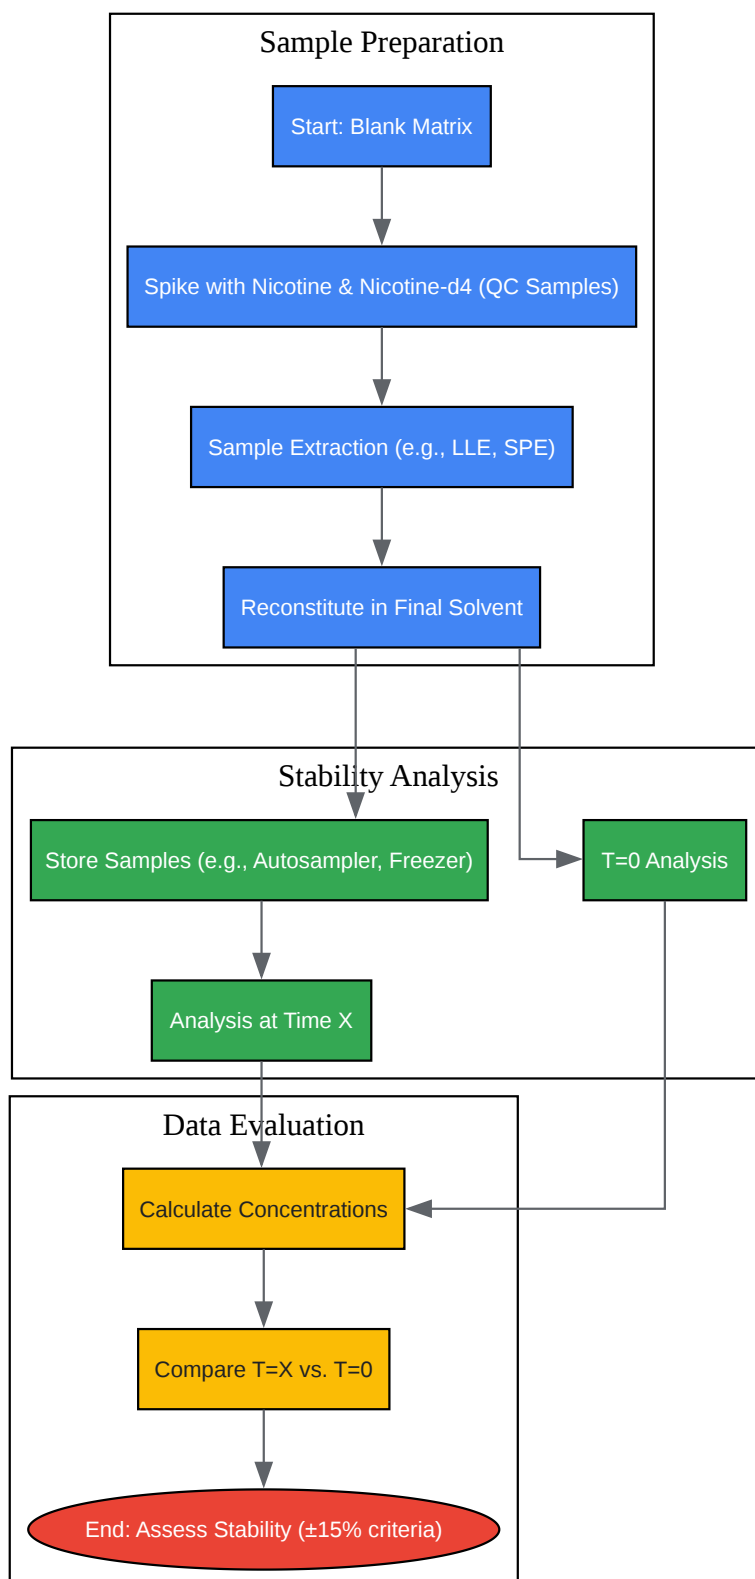 Sample Preparation
Start: Blank Matrix
Spike with Nicotine & Nicotine-d4 (QC Samples)
Sample Extraction (e.g., LLE, SPE)
Reconstitute in Final Solvent
Stability Analysis
Store Samples (e.g., Autosampler, Freezer)
T=0 Analysis
Analysis at Time X
Data Evaluation
Calculate Concentrations
Compare T=X vs. T=0
End: Assess Stability (±15% criteria)